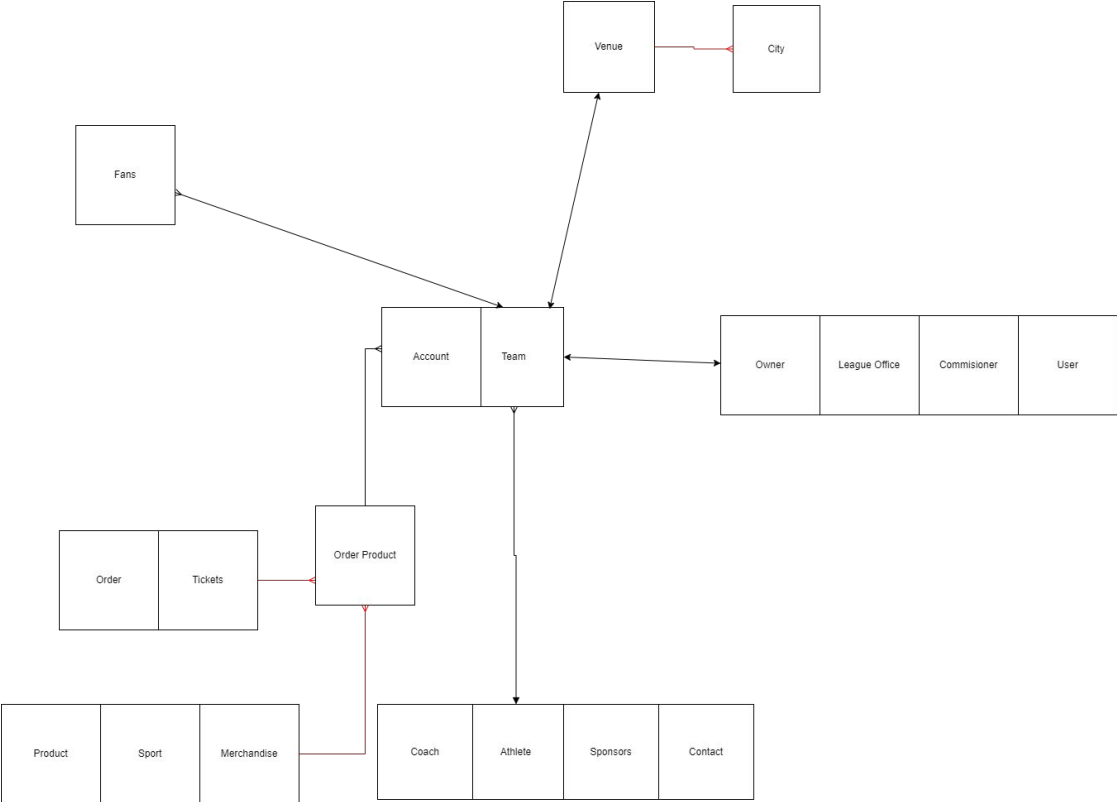 Venue
City
Fans
Account
Team
Owner
League Office
Commisioner
User
Order Product
Order
Tickets
Product
Sport
Merchandise
Coach
Athlete
Sponsors
Contact